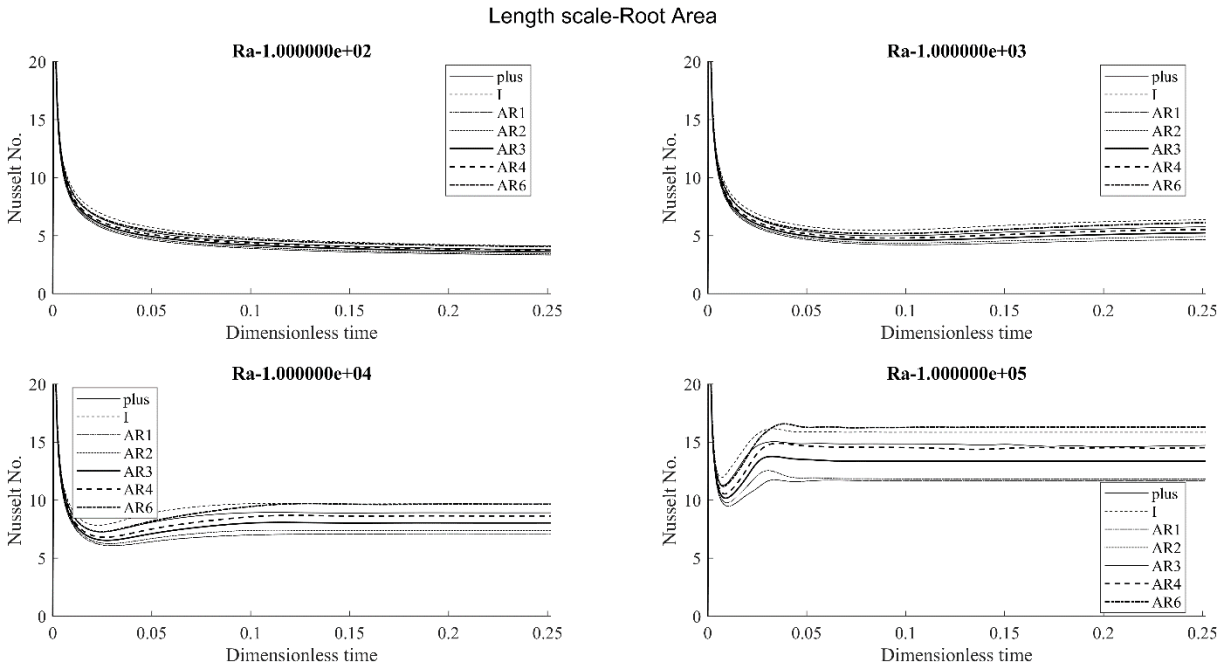 Length scale-Root Area
Ra-1.000000e+02
20
15
10
5
0
Nusselt No.
plus
I
AR1
AR2
AR3
AR4
AR6
0
0.05
0.1
0.15
0.2
0.25
Dimensionless time
Ra-1.000000e+03
20
15
10
5
0
Nusselt No.
plus
I
AR1
AR2
AR3
AR4
AR6
0
0.05
0.1
0.15
0.2
0.25
Dimensionless time
Ra-1.000000e+04
20
15
10
5
0
Nusselt No.
plus
I
AR1
AR2
AR3
AR4
AR6
0
0.05
0.1
0.15
0.2
0.25
Dimensionless time
Ra-1.000000e+05
20
15
10
5
0
Nusselt No.
plus
I
AR1
AR2
AR3
AR4
AR6
0
0.05
0.1
0.15
0.2
0.25
Dimensionless time